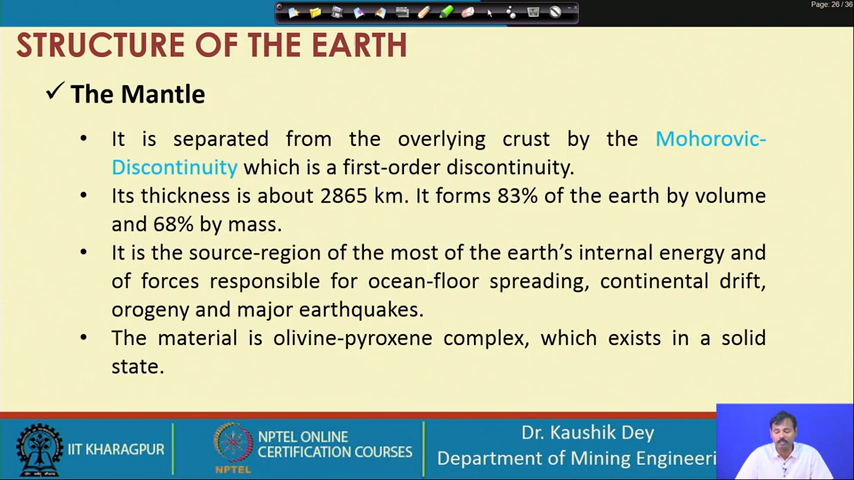 Page: 26 / 36
STRUCTURE OF THE EARTH
✓ The Mantle
• It is separated from the overlying crust by the Mohorovic-
Discontinuity which is a first-order discontinuity.
• Its thickness is about 2865 km. It forms 83% of the earth by volume
and 68% by mass.
• It is the source-region of the most of the earth's internal energy and
of forces responsible for ocean-floor spreading, continental drift,
orogeny and major earthquakes.
• The material is olivine-pyroxene complex, which exists in a solid
state.
IIT KHARAGPUR
NPTEL
NPTEL ONLINE
CERTIFICATION COURSES
Dr. Kaushik Dey
Department of Mining Engineeri